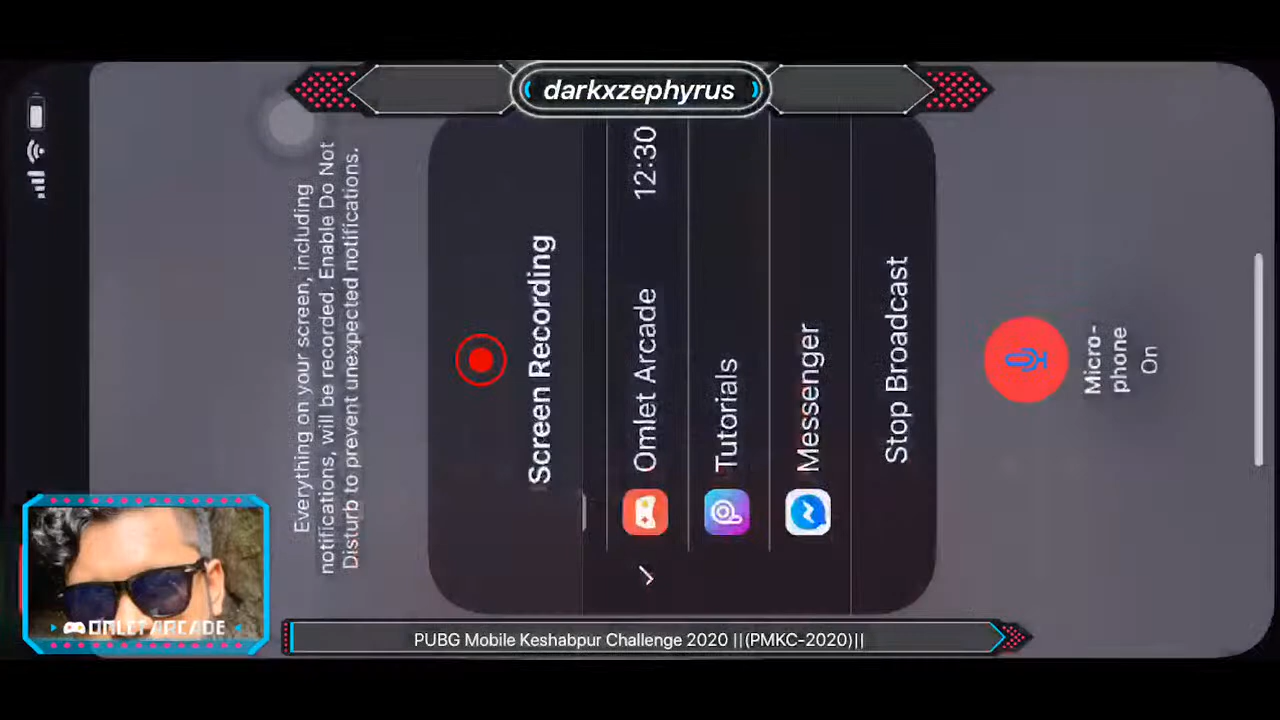 darkxzephyrus
Everything on your screen, including
notifications, will be recorded. Enable Do Not
Disturb to prevent unexpected notifications.
Screen Recording
Omlet Arcade 12:30
Tutorials
Messenger
Stop Broadcast
Micro-
phone
On
OMLET ARCADE
PUBG Mobile Keshabpur Challenge 2020 ||(PMKC-2020)||